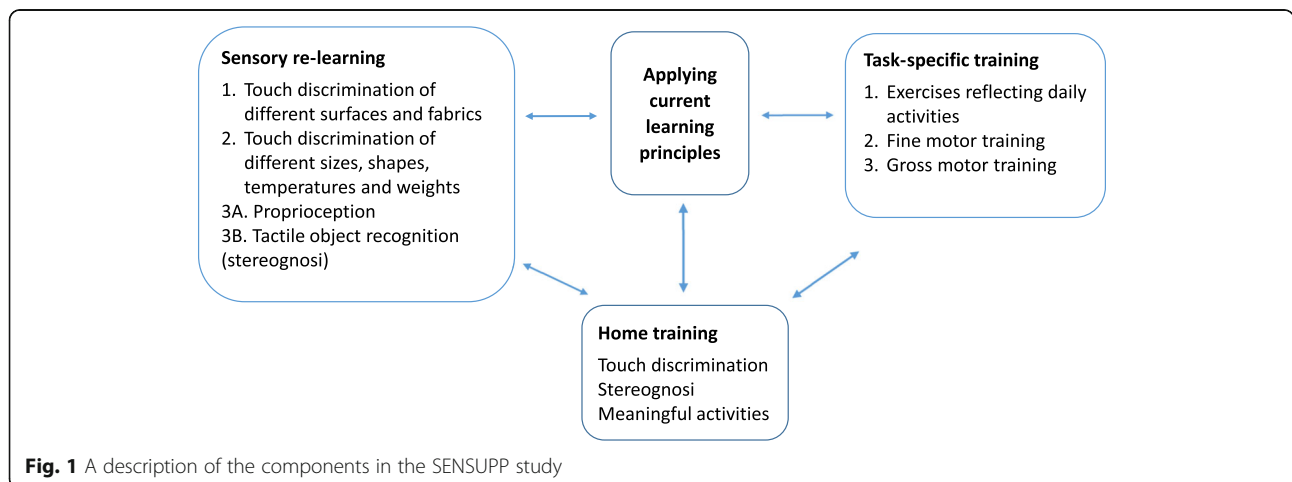 Sensory re-learning
1. Touch discrimination of
different surfaces and fabrics
2. Touch discrimination of
different sizes, shapes,
temperatures and weights
3A. Proprioception
3B. Tactile object recognition
(stereognosi)
Applying
current
learning
principles
Task-specific training
1. Exercises reflecting daily
activities
2. Fine motor training
3. Gross motor training
Home training
Touch discrimination
Stereognosi
Meaningful activities
Fig. 1 A description of the components in the SENSUPP study